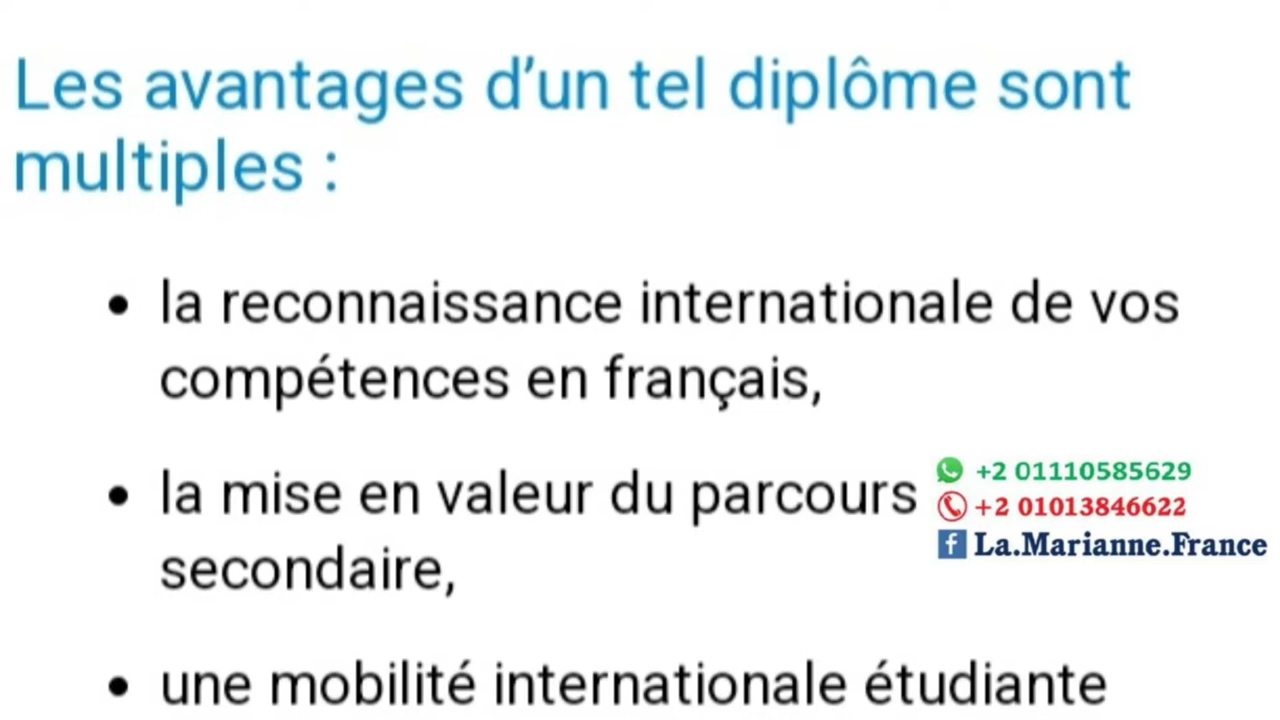 Les avantages d’un tel diplôme sont
multiples :
la reconnaissance internationale de vos
compétences en français,
la mise en valeur du parcours
secondaire,
+2 01110585629
+2 01013846622
La.Marianne.France
une mobilité internationale étudiante